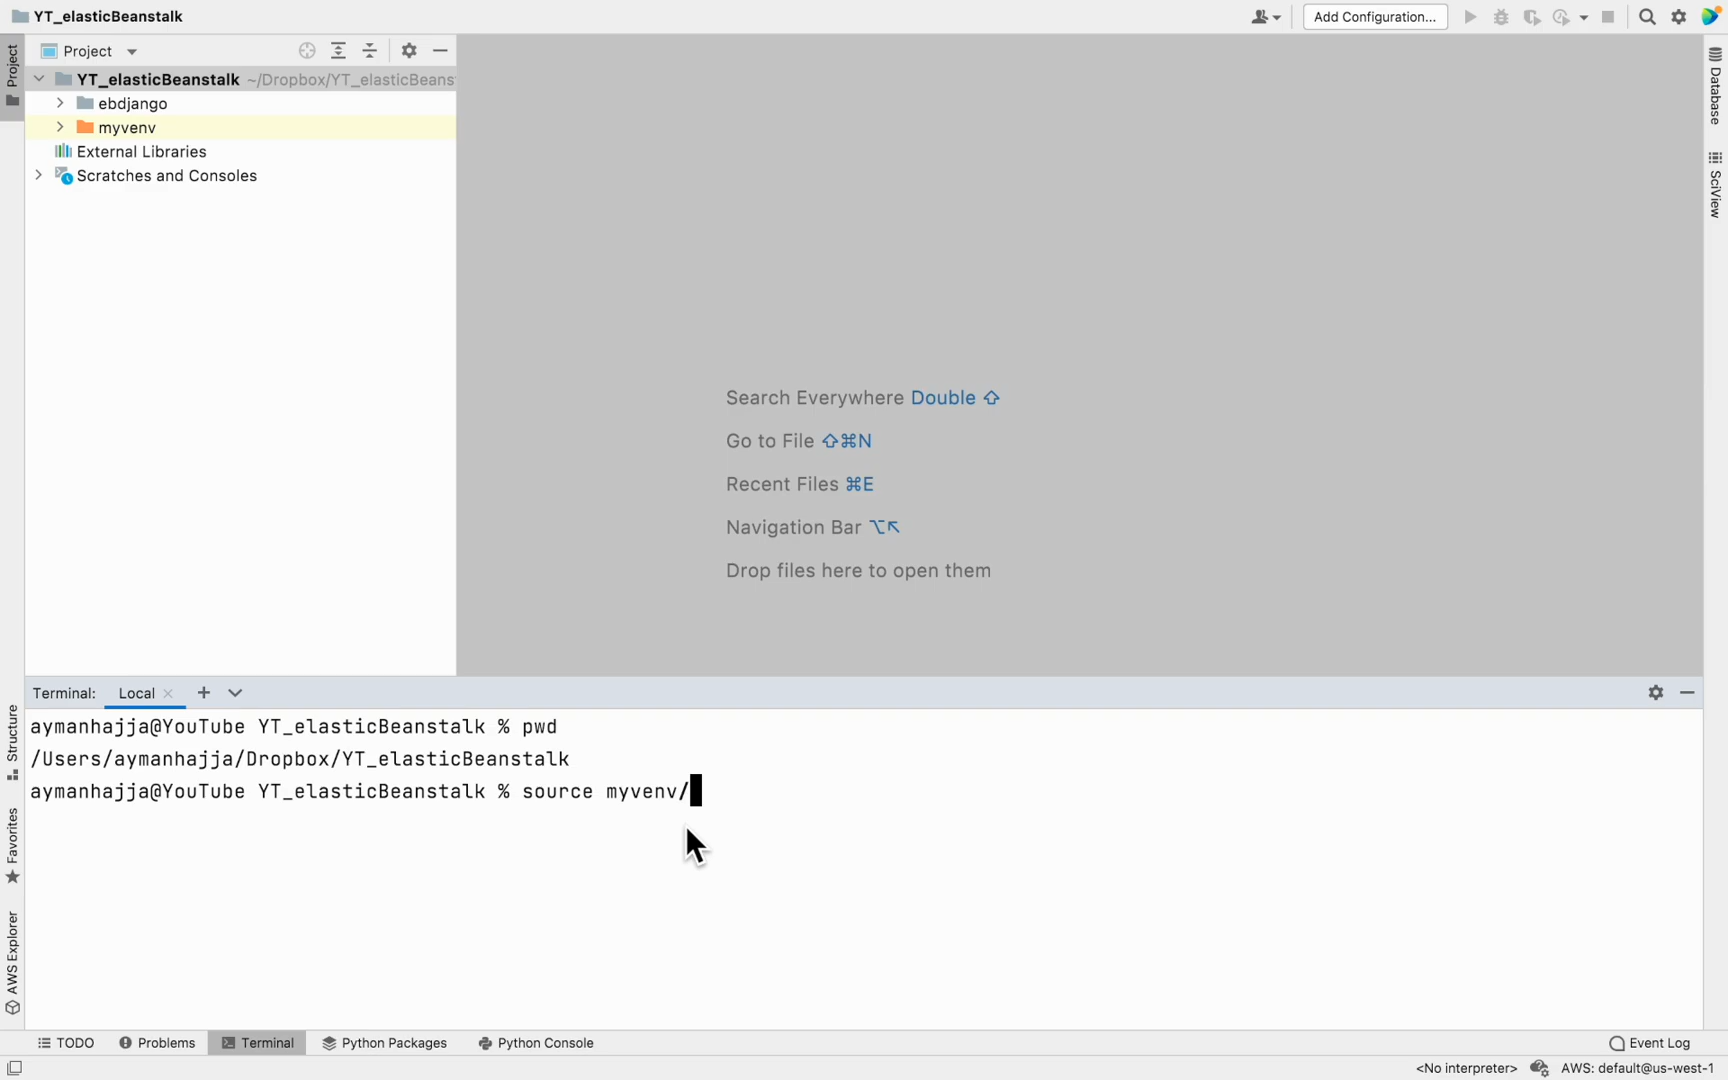 YT_elasticBeanstalk
Add Configuration...
Project
Project
YT_elasticBeanstalk ~/Dropbox/YT_elasticBeans
ebdjango
myvenv
External Libraries
Scratches and Consoles
Database
SciView
Search Everywhere Double ⇧
Go to File ⇧⌘N
Recent Files ⌘E
Navigation Bar ⌥↖
Drop files here to open them
Structure
Favorites
AWS Explorer
Terminal: Local
aymanhajja@YouTube YT_elasticBeanstalk % pwd
/Users/aymanhajja/Dropbox/YT_elasticBeanstalk
aymanhajja@YouTube YT_elasticBeanstalk % source myvenv/
TODO Problems Terminal Python Packages Python Console Event Log
<No interpreter> AWS: default@us-west-1